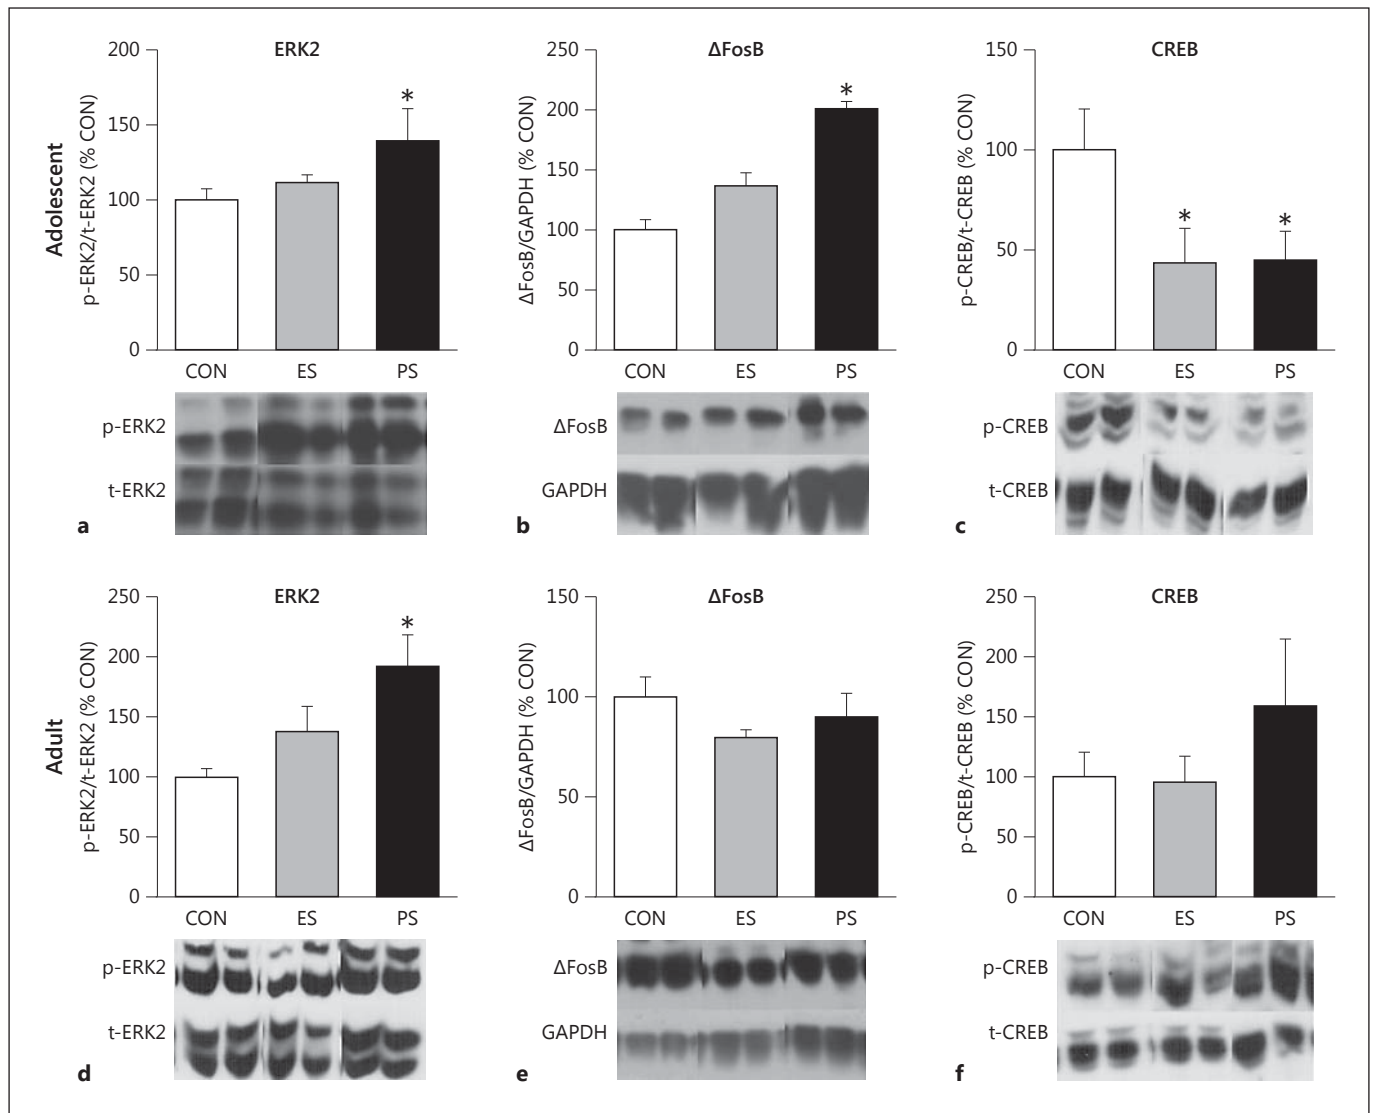 Adolescent
ERK2
p-ERK2/t-ERK2 (% CON)
200
150
100
50
0
*
CON ES PS
p-ERK2
t-ERK2
a
ΔFosB
ΔFosB/GAPDH (% CON)
250
200
150
100
50
0
*
CON ES PS
ΔFosB
GAPDH
b
CREB
p-CREB/t-CREB (% CON)
150
100
50
0
* *
CON ES PS
p-CREB
t-CREB
c
Adult
ERK2
p-ERK2/t-ERK2 (% CON)
250
200
150
100
50
0
*
CON ES PS
p-ERK2
t-ERK2
d
ΔFosB
ΔFosB/GAPDH (% CON)
150
100
50
0
CON ES PS
ΔFosB
GAPDH
e
CREB
p-CREB/t-CREB (% CON)
250
200
150
100
50
0
CON ES PS
p-CREB
t-CREB
f